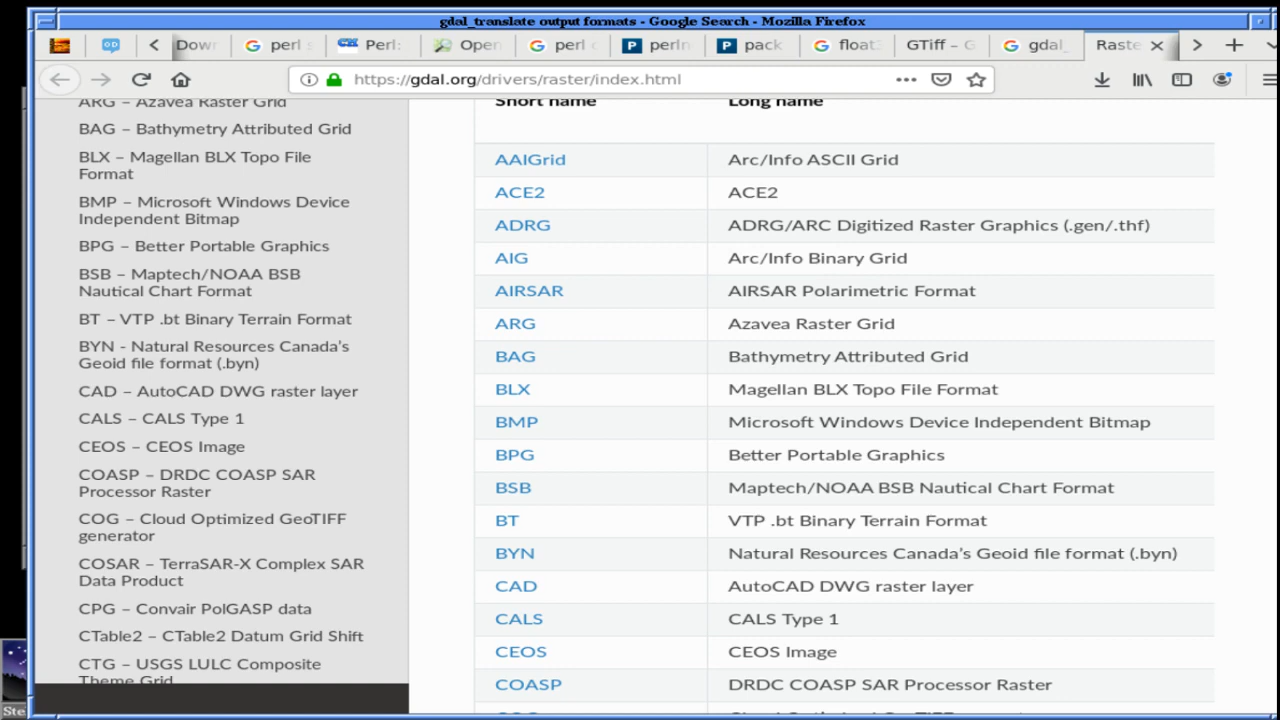 gdal_translate output formats - Google Search - Mozilla Firefox
Down
perl s
Perl:
Open
perl c
perln
pack
float3
GTiff – G
gdal_
Raste
https://gdal.org/drivers/raster/index.html
ARG – Azavea Raster Grid
BAG – Bathymetry Attributed Grid
BLX – Magellan BLX Topo File
Format
BMP – Microsoft Windows Device
Independent Bitmap
BPG – Better Portable Graphics
BSB – Maptech/NOAA BSB
Nautical Chart Format
BT – VTP .bt Binary Terrain Format
BYN - Natural Resources Canada's
Geoid file format (.byn)
CAD – AutoCAD DWG raster layer
CALS – CALS Type 1
CEOS – CEOS Image
COASP – DRDC COASP SAR
Processor Raster
COG – Cloud Optimized GeoTIFF
generator
COSAR – TerraSAR-X Complex SAR
Data Product
CPG – Convair PolGASP data
CTable2 – CTable2 Datum Grid Shift
CTG – USGS LULC Composite
Theme Grid
Short name Long name
AAIGrid Arc/Info ASCII Grid
ACE2 ACE2
ADRG ADRG/ARC Digitized Raster Graphics (.gen/.thf)
AIG Arc/Info Binary Grid
AIRSAR AIRSAR Polarimetric Format
ARG Azavea Raster Grid
BAG Bathymetry Attributed Grid
BLX Magellan BLX Topo File Format
BMP Microsoft Windows Device Independent Bitmap
BPG Better Portable Graphics
BSB Maptech/NOAA BSB Nautical Chart Format
BT VTP .bt Binary Terrain Format
BYN Natural Resources Canada's Geoid file format (.byn)
CAD AutoCAD DWG raster layer
CALS CALS Type 1
CEOS CEOS Image
COASP DRDC COASP SAR Processor Raster
Ste